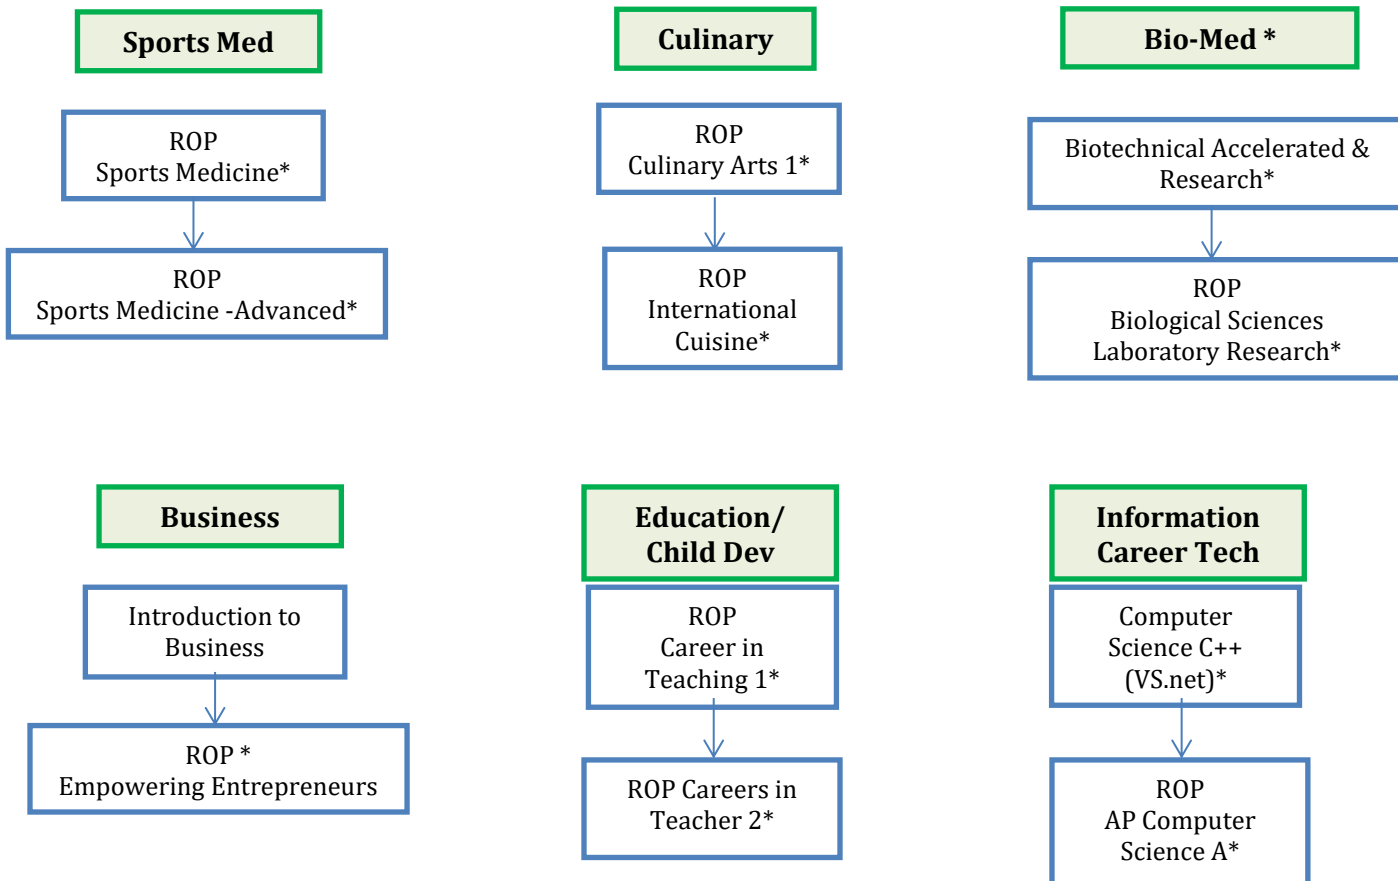 Sports Med
ROP
Sports Medicine*
ROP
Sports Medicine -Advanced*
Culinary
ROP
Culinary Arts 1*
ROP
International
Cuisine*
Bio-Med *
Biotechnical Accelerated &
Research*
ROP
Biological Sciences
Laboratory Research*
Business
Introduction to
Business
ROP *
Empowering Entrepreneurs
Education/
Child Dev
ROP
Career in
Teaching 1*
ROP Careers in
Teacher 2*
Information
Career Tech
Computer
Science C++
(VS.net)*
ROP
AP Computer
Science A*